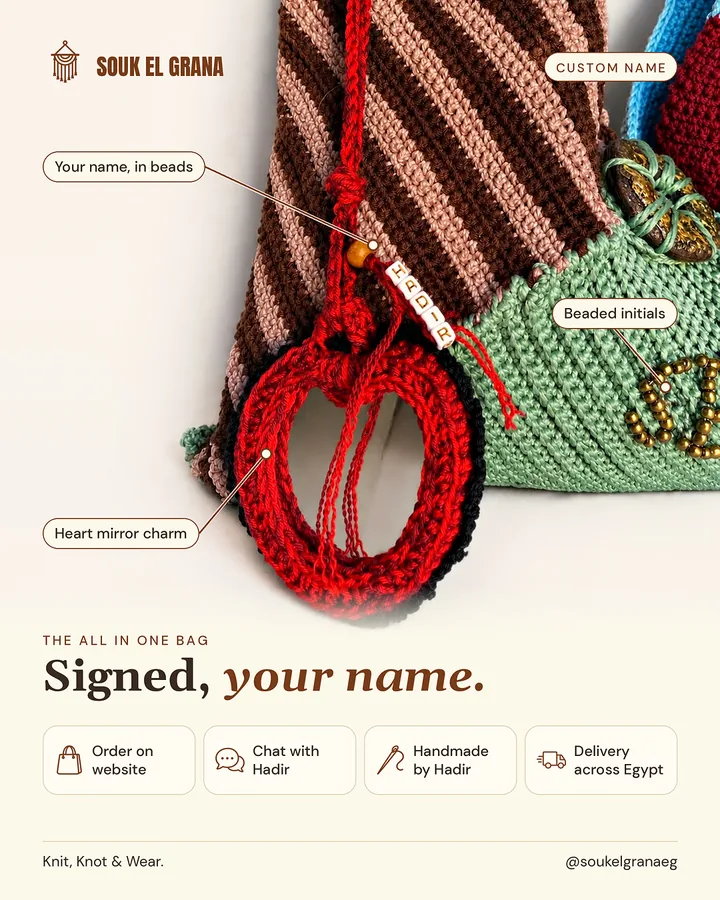 SOUK EL GRANA
CUSTOM NAME
Your name, in beads
HADIR
Beaded initials
Heart mirror charm
THE ALL IN ONE BAG
Signed, your name.
Order on
website
Chat with
Hadir
Handmade
by Hadir
Delivery
across Egypt
Knit, Knot & Wear.
@soukelgranaeg